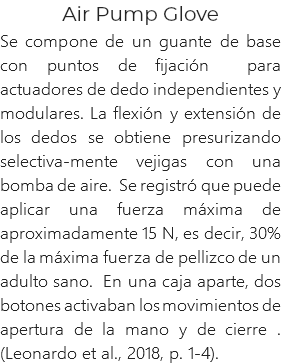 Air Pump Glove
Se compone de un guante de base
con puntos de fijación para
actuadores de dedo independientes y
modulares. La flexión y extensión de
los dedos se obtiene presurizando
selectiva-mente vejigas con una
bomba de aire. Se registró que puede
aplicar una fuerza máxima de
aproximadamente 15 N, es decir, 30%
de la máxima fuerza de pellizco de un
adulto sano. En una caja aparte, dos
botones activaban los movimientos de
apertura de la mano y de cierre .
(Leonardo et al., 2018, p. 1-4).